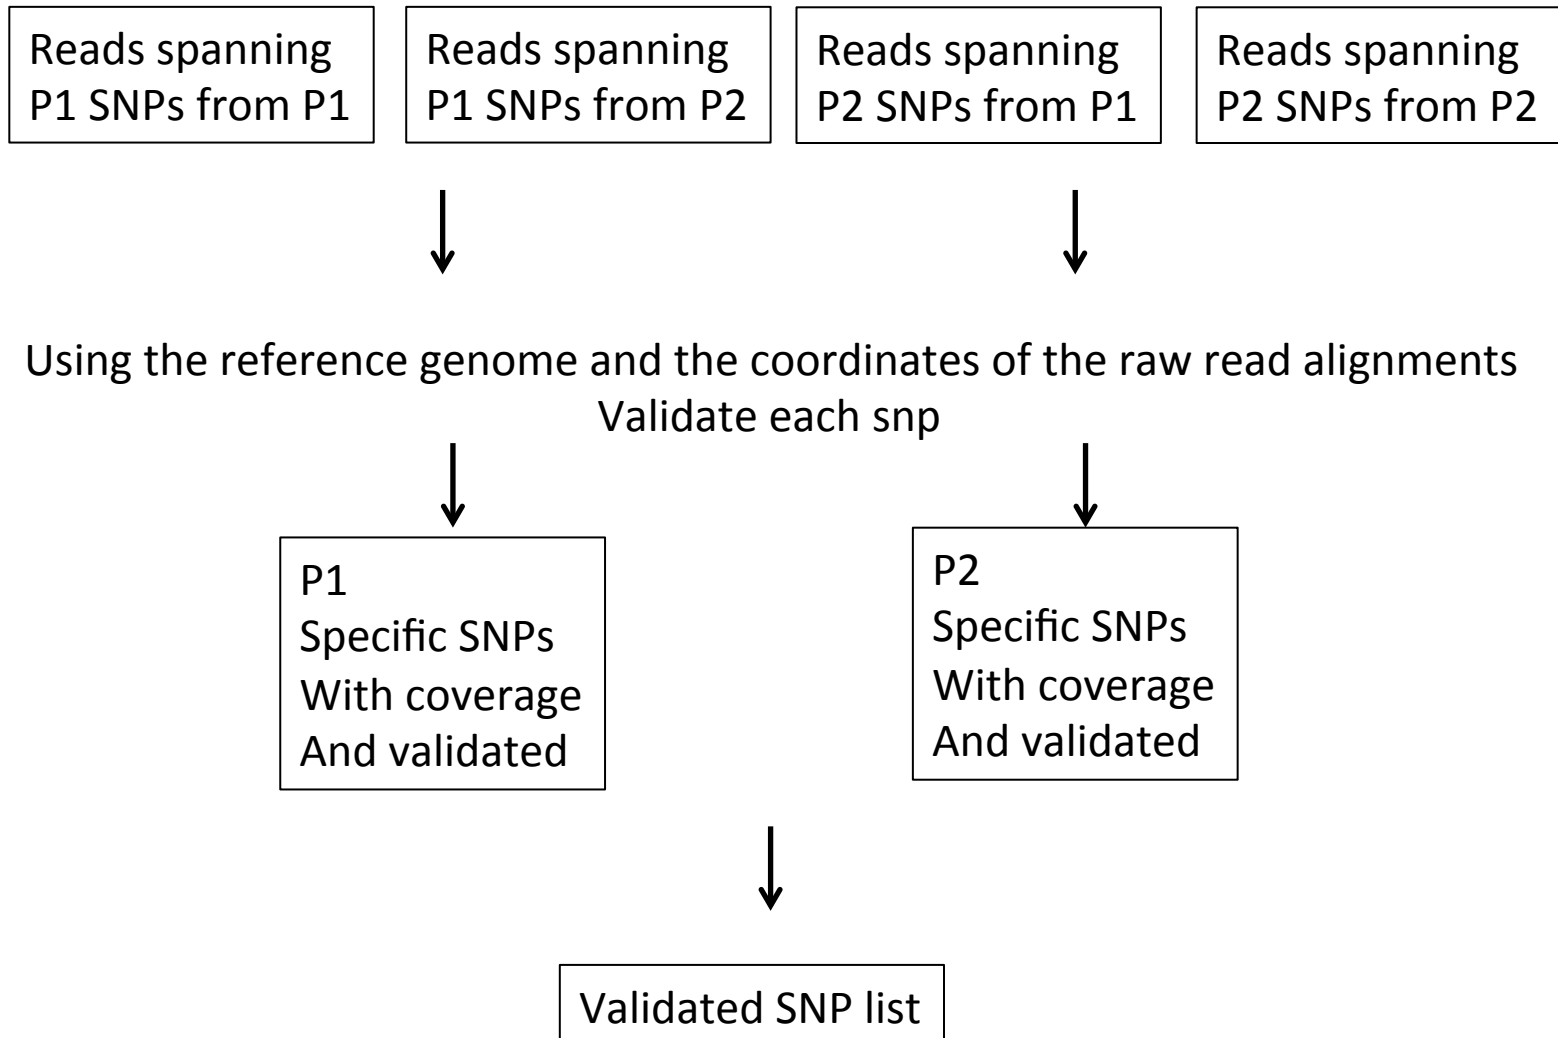 Reads spanning
P1 SNPs from P1
Reads spanning
P1 SNPs from P2
Reads spanning
P2 SNPs from P1
Reads spanning
P2 SNPs from P2
Using the reference genome and the coordinates of the raw read alignments
Validate each snp
P1
Specific SNPs
With coverage
And validated
P2
Specific SNPs
With coverage
And validated
Validated SNP list